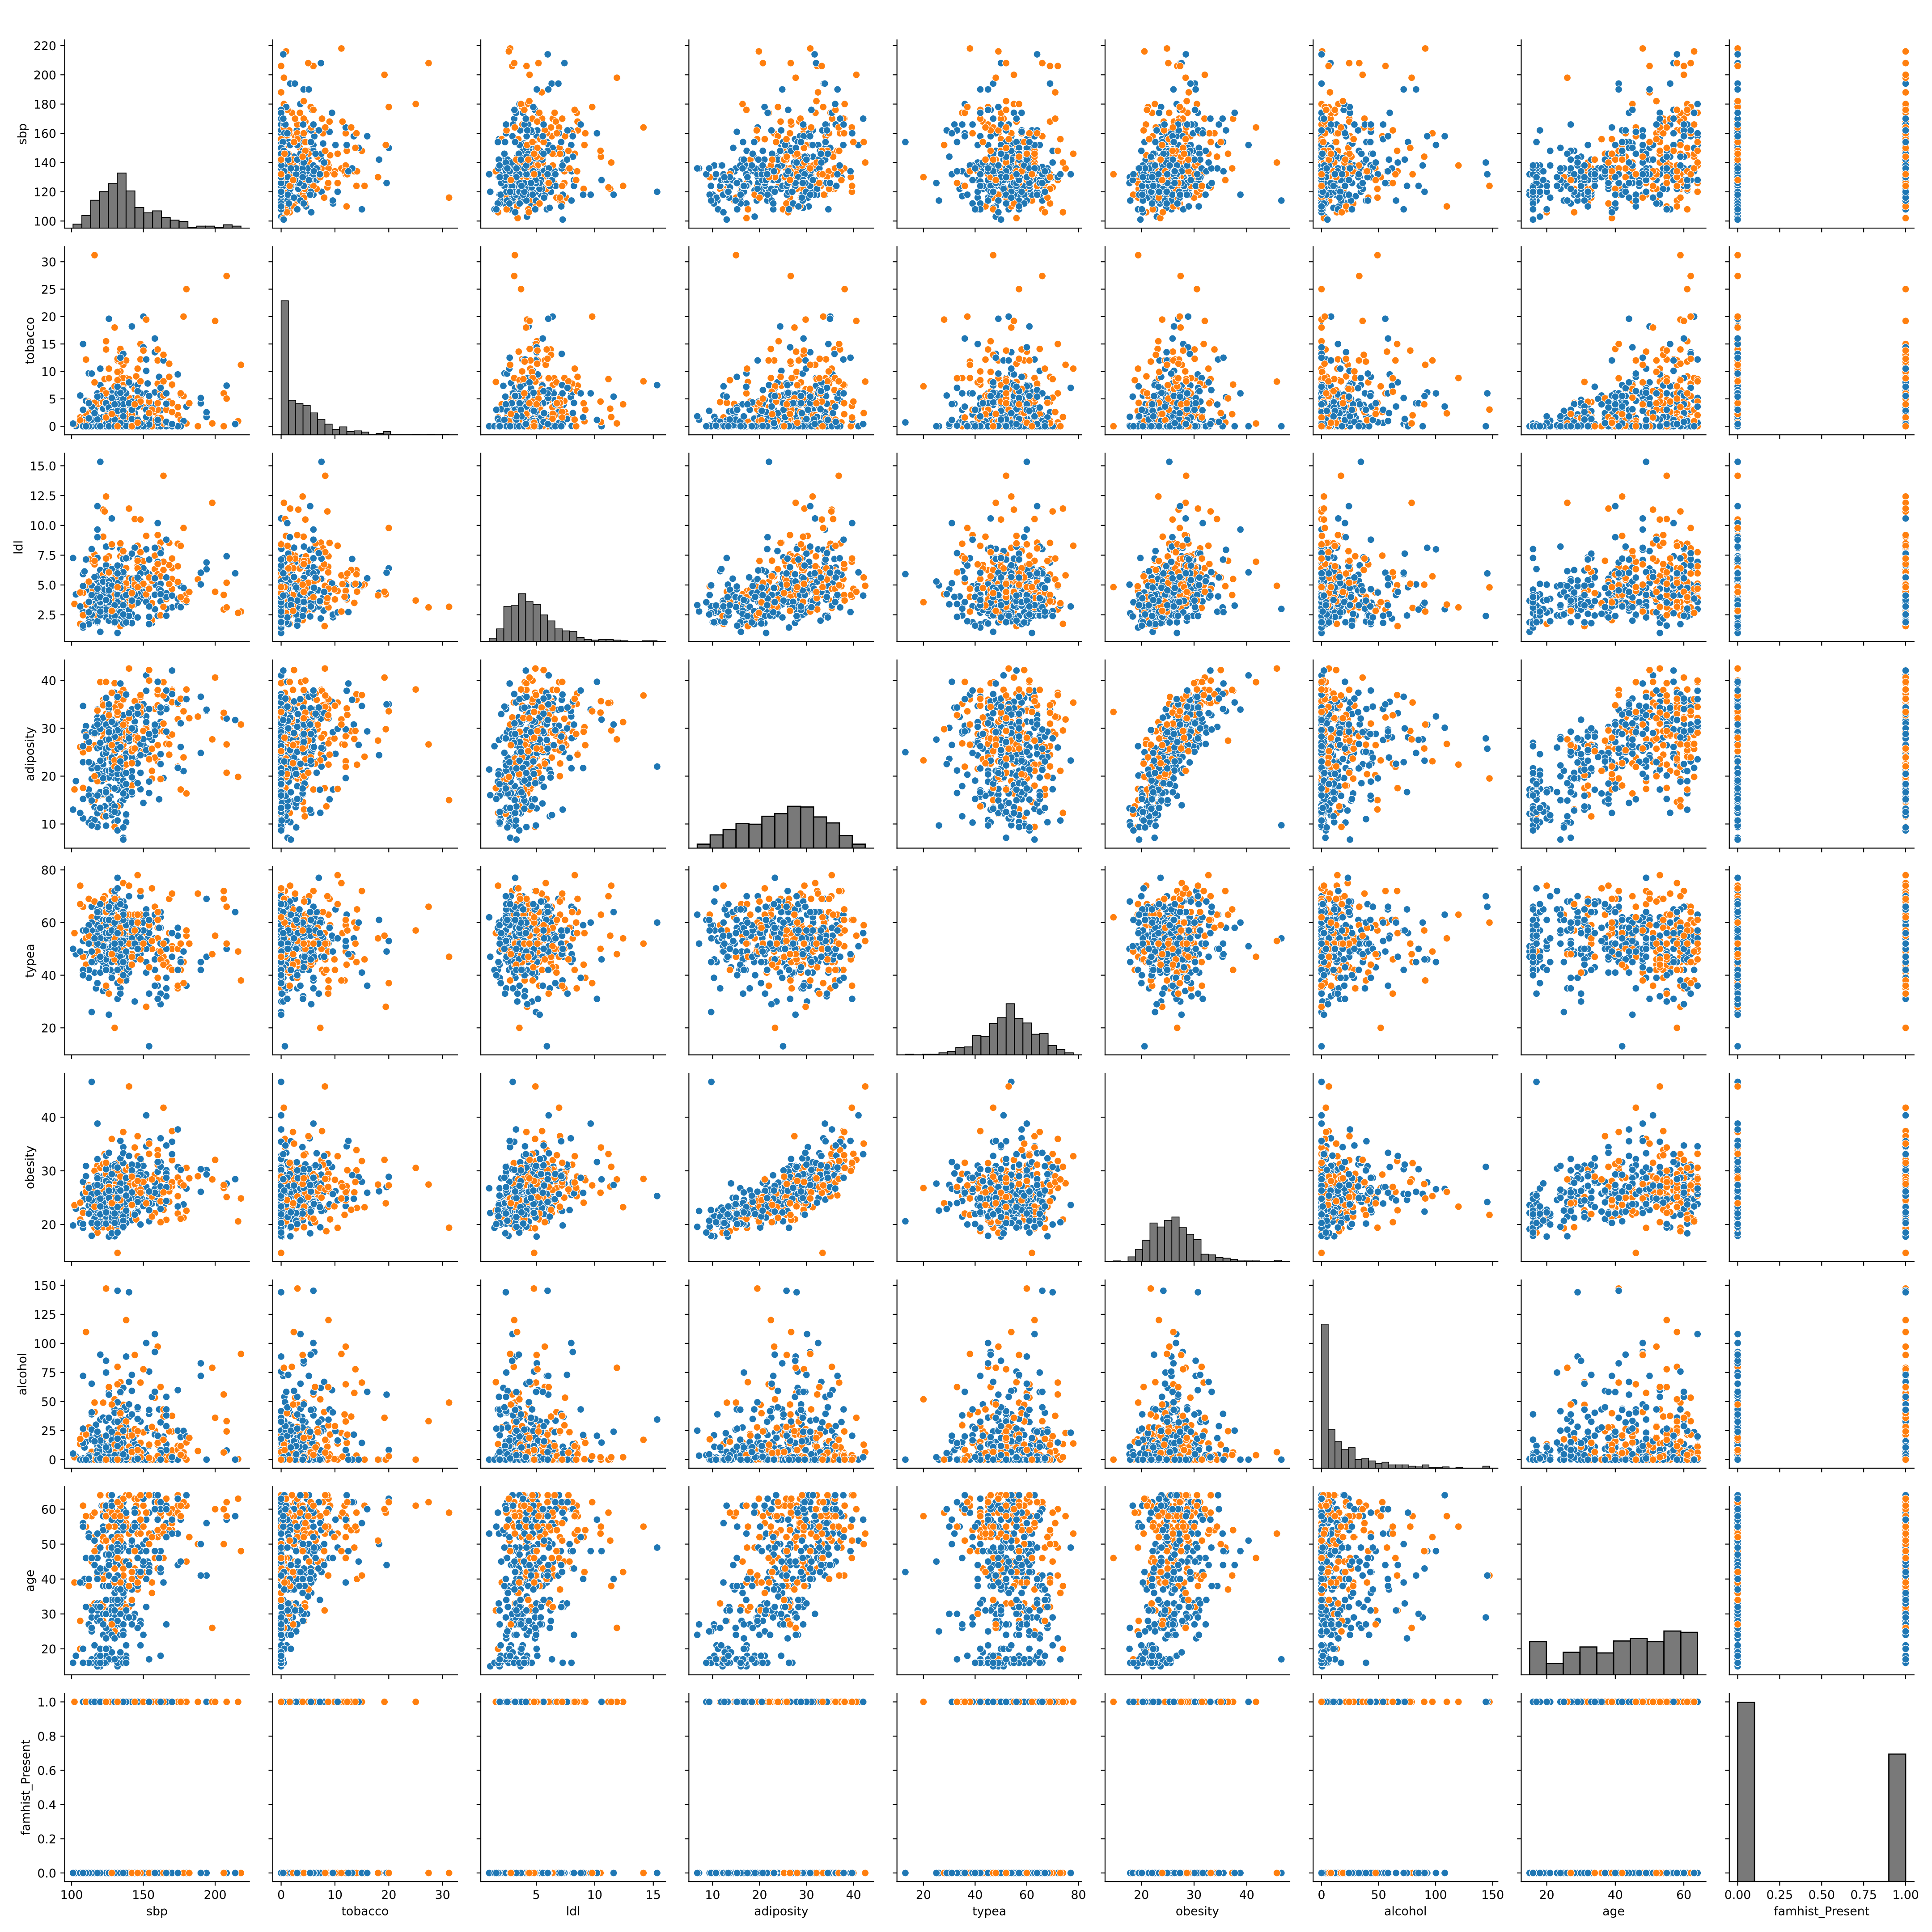 220
200
180
160
140
120
100
sbp
30
25
20
15
10
5
0
tobacco
15.0
12.5
10.0
7.5
5.0
2.5
ldl
40
30
20
10
adiposity
80
60
40
20
typea
40
30
20
obesity
150
125
100
75
50
25
0
alcohol
60
50
40
30
20
age
1.0
0.8
0.6
0.4
0.2
0.0
famhist_Present
100 150 200
0 10 20 30
5 10 15
10 20 30 40
20 40 60 80
20 30 40
0 50 100 150
20 40 60
0.00 0.25 0.50 0.75 1.00
sbp tobacco ldl adiposity typea obesity alcohol age famhist_Present